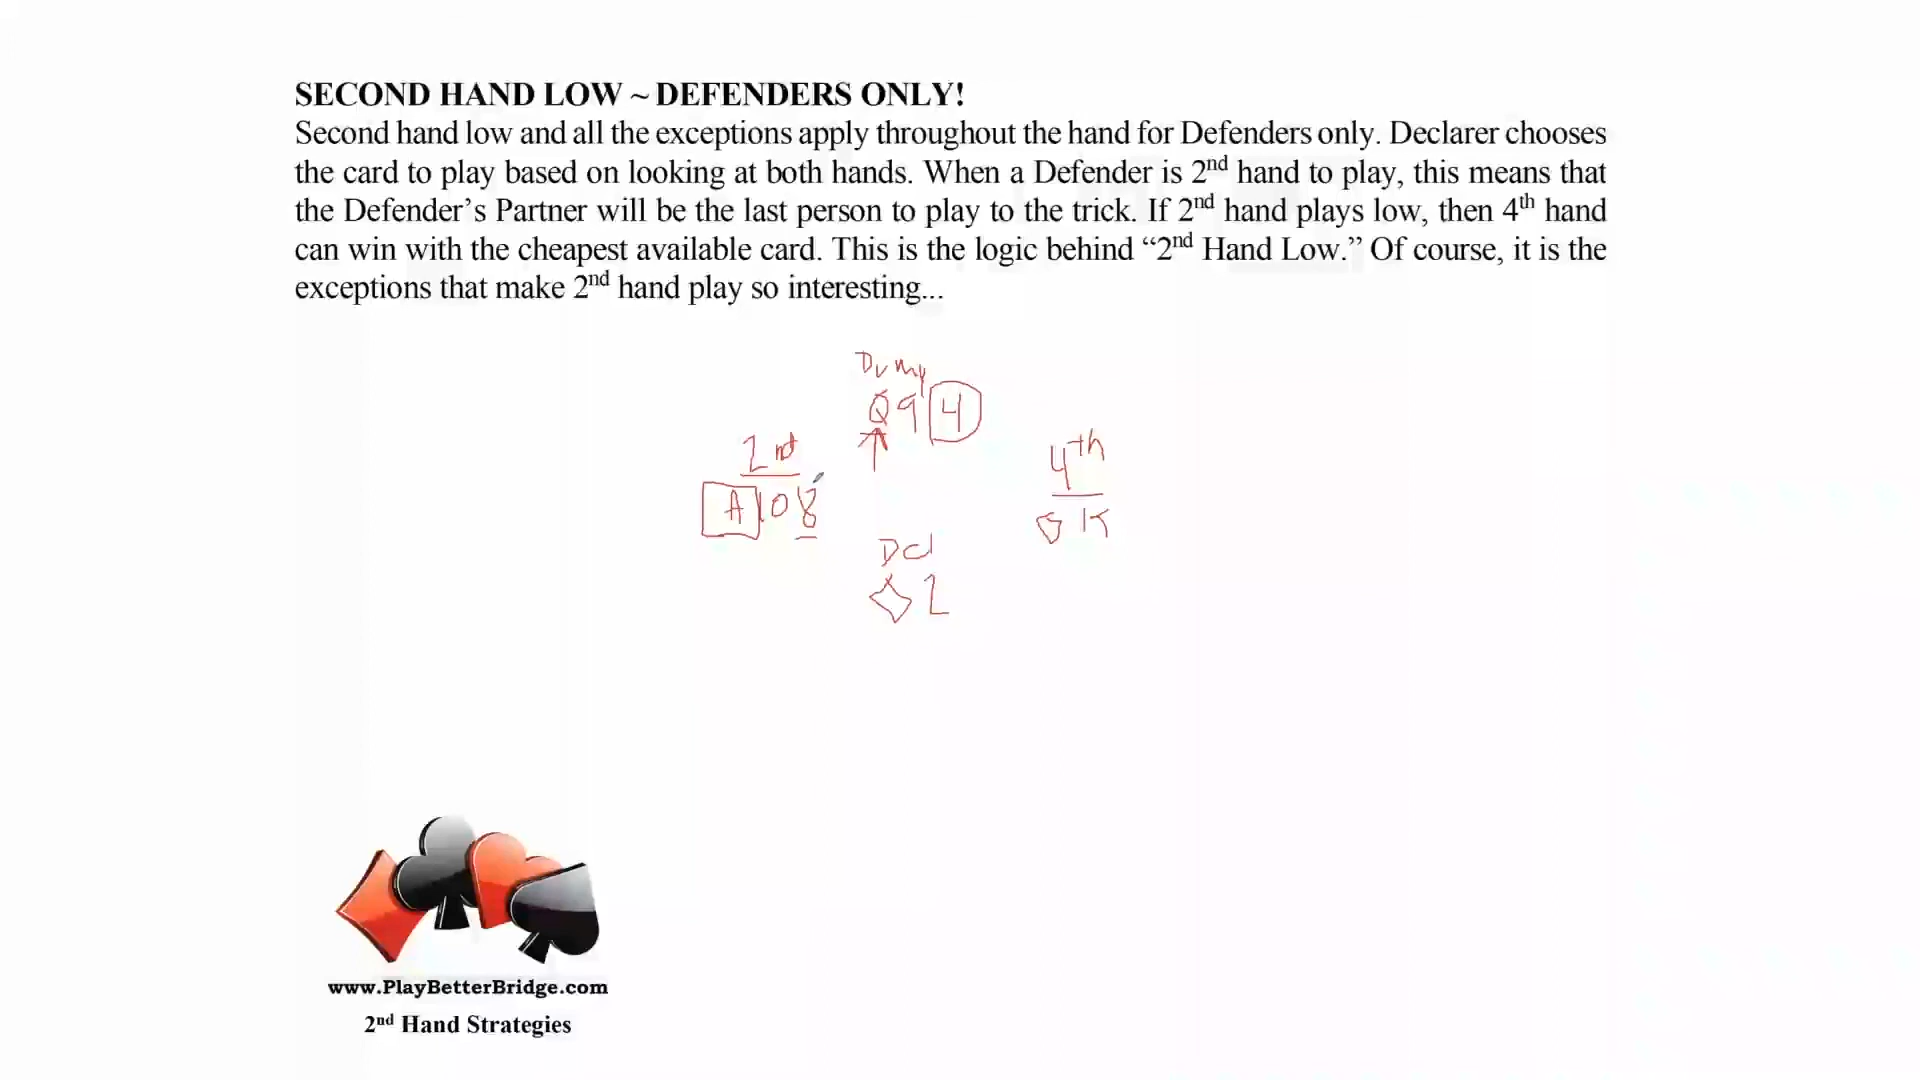 SECOND HAND LOW ~ DEFENDERS ONLY!
Second hand low and all the exceptions apply throughout the hand for Defenders only. Declarer chooses
the card to play based on looking at both hands. When a Defender is 2nd hand to play, this means that
the Defender’s Partner will be the last person to play to the trick. If 2nd hand plays low, then 4th hand
can win with the cheapest available card. This is the logic behind “2nd Hand Low.” Of course, it is the
exceptions that make 2nd hand play so interesting...
Dumy
Q 9 4
2nd
4th
A 10 8
♢ K
Dcl
♢ 2
www.PlayBetterBridge.com
2nd Hand Strategies